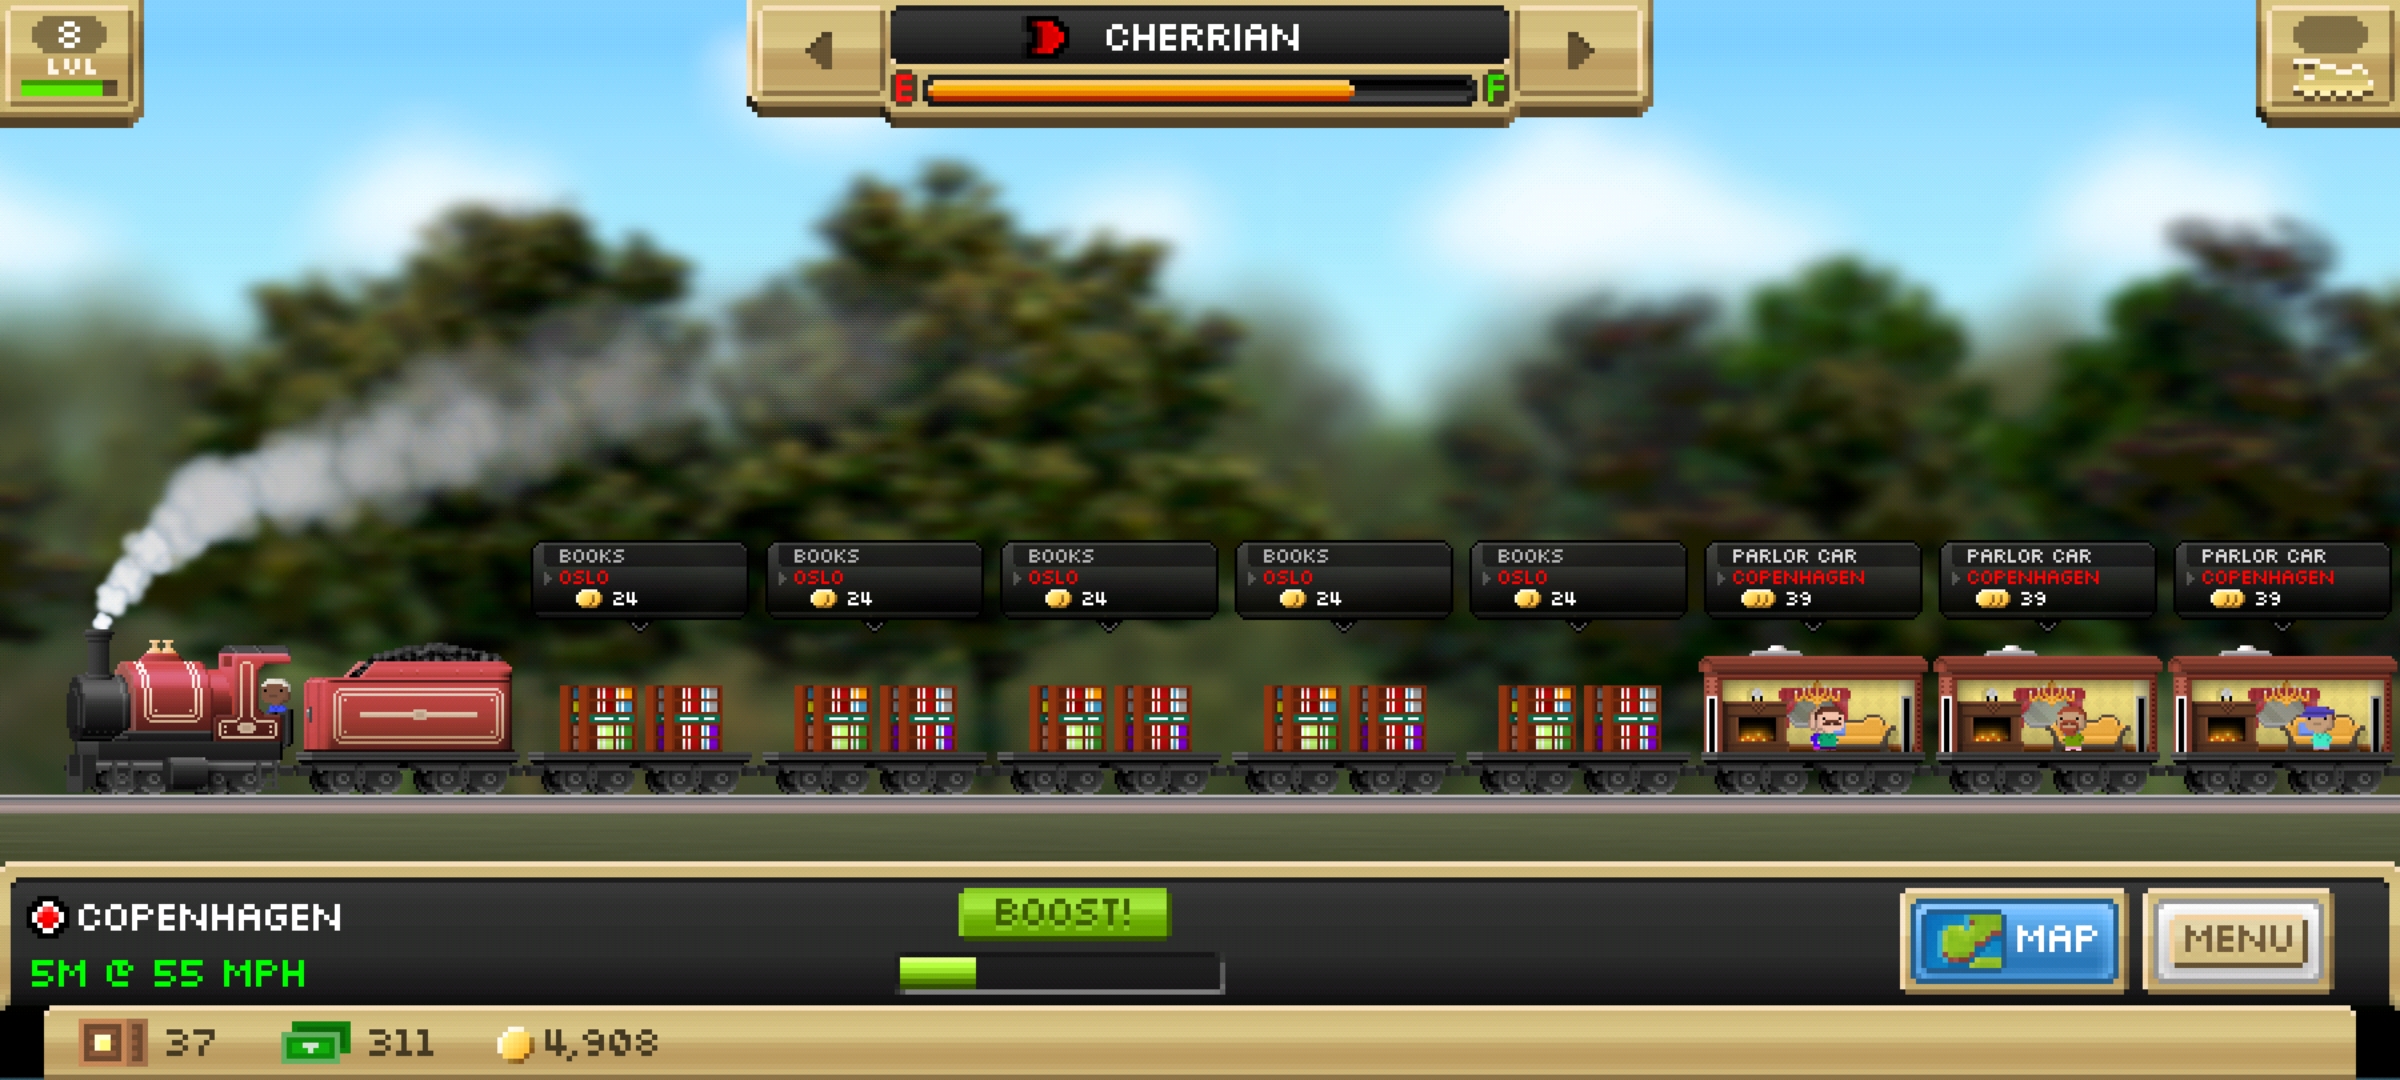 8
LVL
CHERRIAN
E F
BOOKS
OSLO
24
BOOKS
OSLO
24
BOOKS
OSLO
24
BOOKS
OSLO
24
BOOKS
OSLO
24
PARLOR CAR
COPENHAGEN
39
PARLOR CAR
COPENHAGEN
39
PARLOR CAR
COPENHAGEN
39
COPENHAGEN
5M @ 55 MPH
BOOST!
MAP
MENU
37 311 4,908